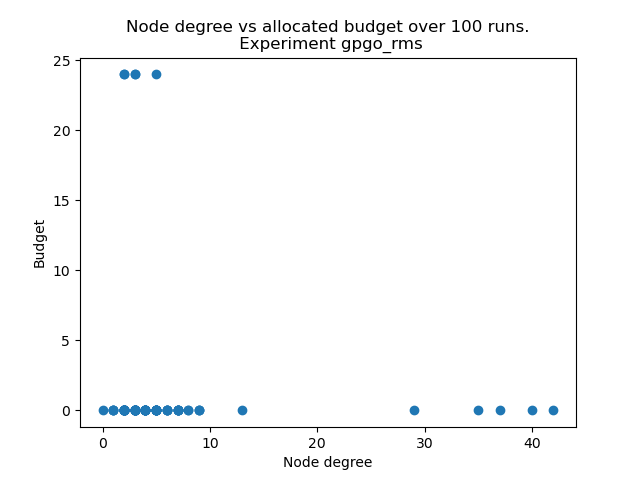 Node degree vs allocated budget over 100 runs.
Experiment gpgo_rms
25
20
15
10
5
0
Budget
0 10 20 30 40
Node degree